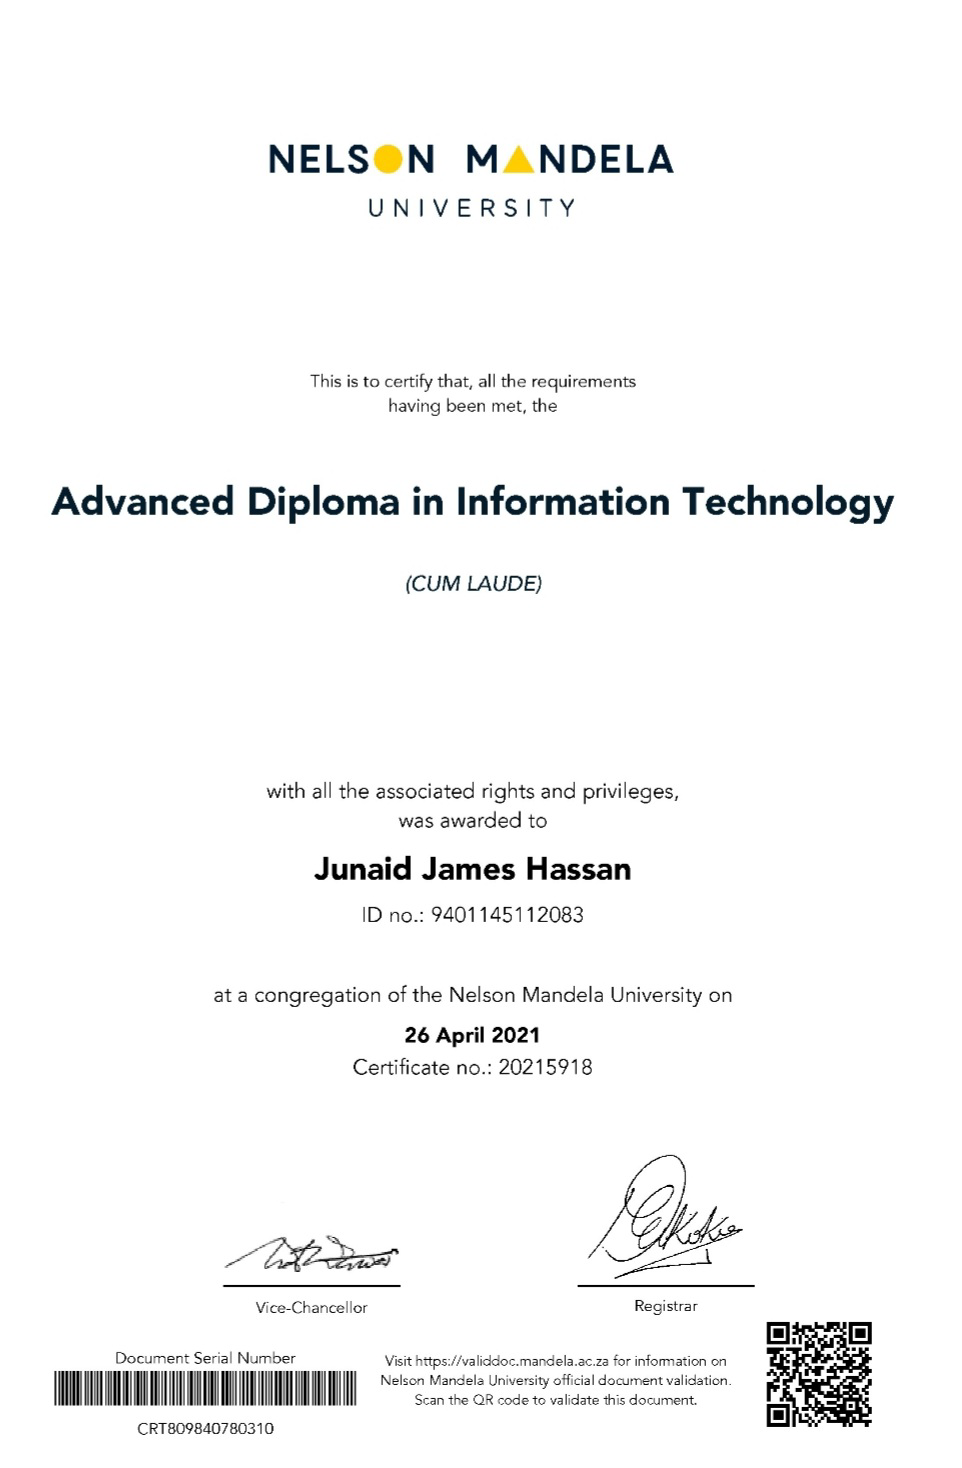 NELSON MANDELA
UNIVERSITY
This is to certify that, all the requirements
having been met, the
Advanced Diploma in Information Technology
(CUM LAUDE)
with all the associated rights and privileges,
was awarded to
Junaid James Hassan
ID no.: 9401145112083
at a congregation of the Nelson Mandela University on
26 April 2021
Certificate no.: 20215918
Vice-Chancellor
Registrar
Document Serial Number
CRT809840780310
Visit https://validdoc.mandela.ac.za for information on
Nelson Mandela University official document validation.
Scan the QR code to validate this document.